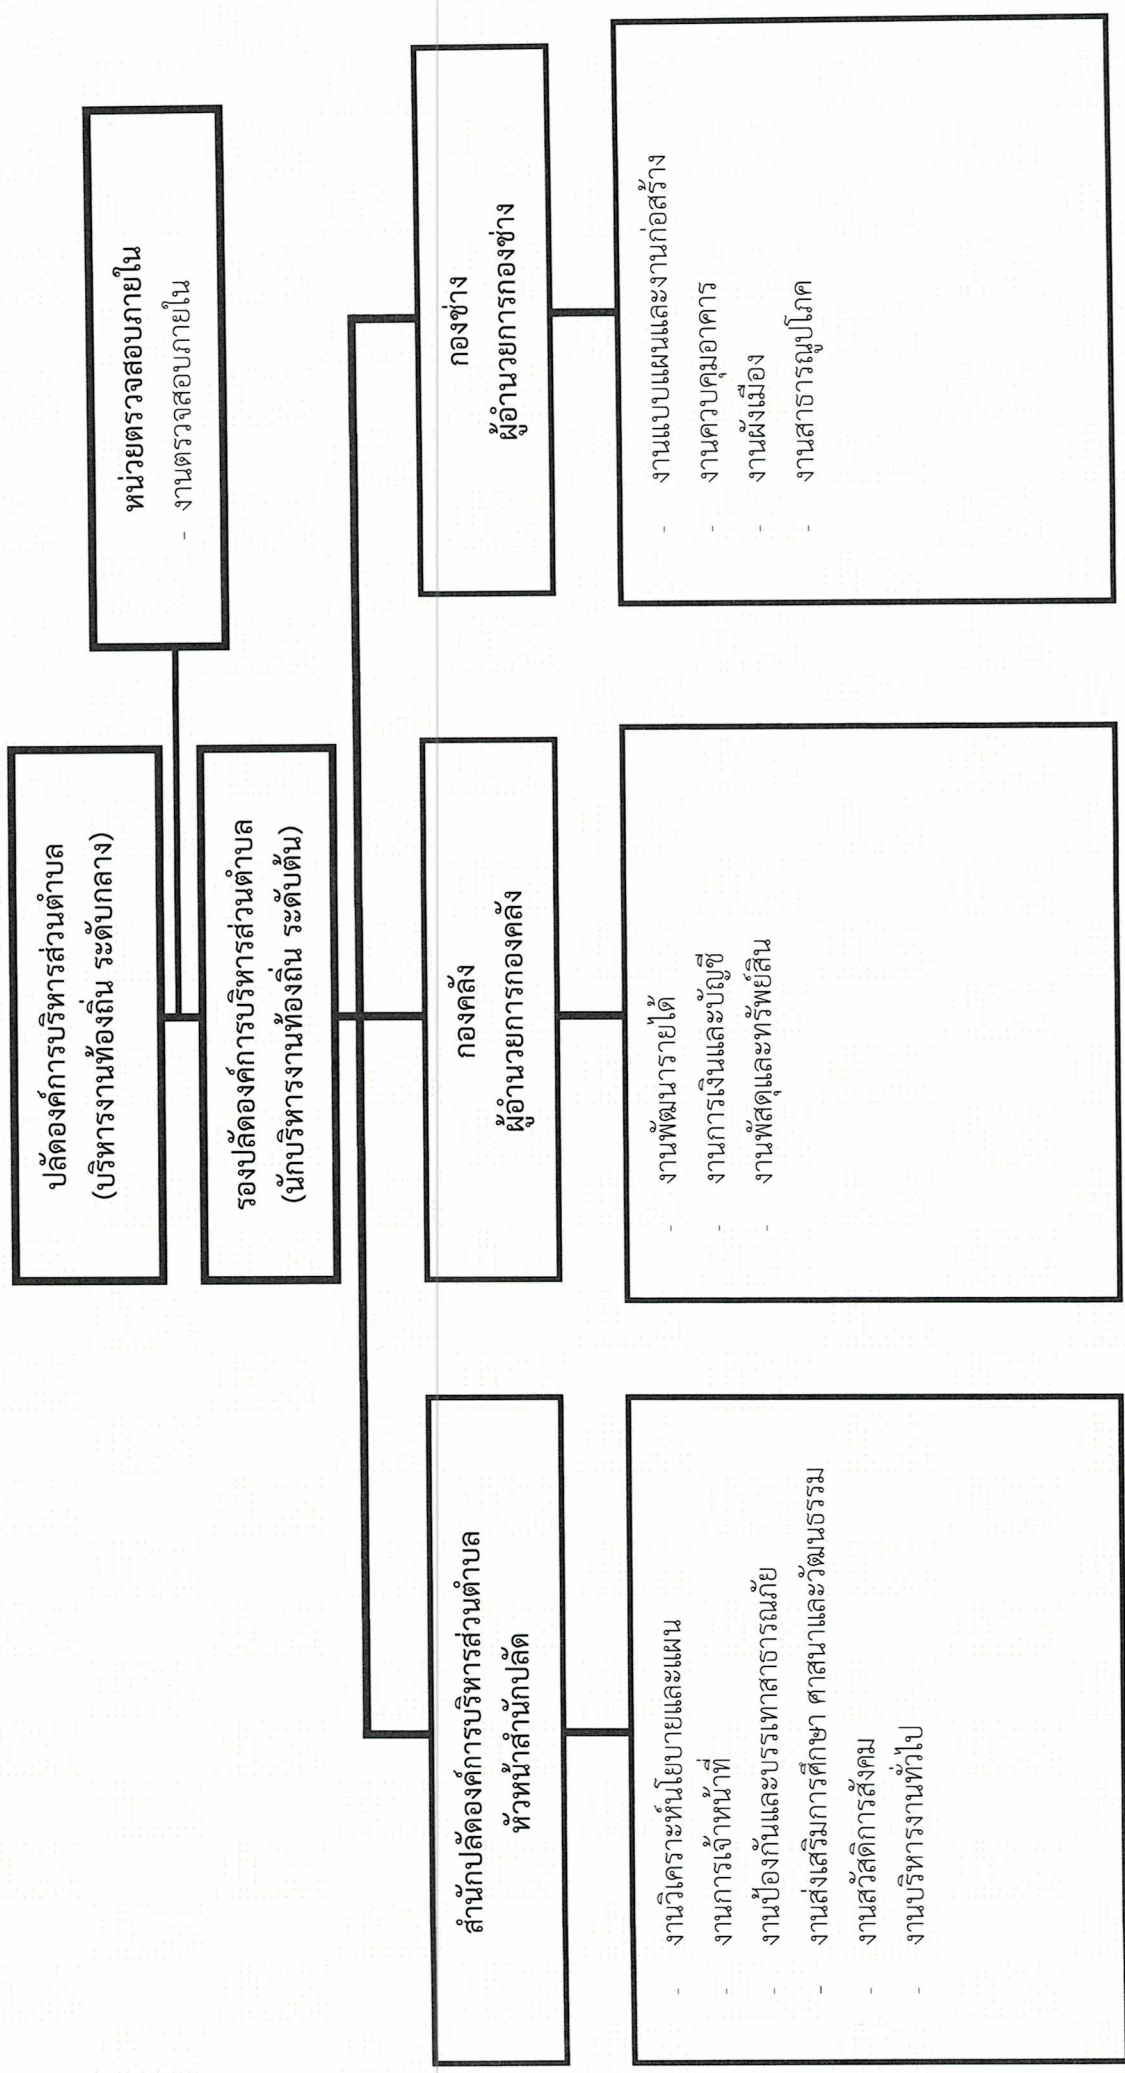 ปลัดองค์การบริหารส่วนตำบล
(บริหารงานท้องถิ่น ระดับกลาง)
หน่วยตรวจสอบภายใน
- งานตรวจสอบภายใน
รองปลัดองค์การบริหารส่วนตำบล
(นักบริหารงานท้องถิ่น ระดับต้น)
สำนักปลัดองค์การบริหารส่วนตำบล
หัวหน้าสำนักปลัด
- งานวิเคราะห์นโยบายและแผน
- งานการเจ้าหน้าที่
- งานป้องกันและบรรเทาสาธารณภัย
- งานส่งเสริมการศึกษา ศาสนาและวัฒนธรรม
- งานสวัสดิการสังคม
- งานบริหารงานทั่วไป
กองคลัง
ผู้อำนวยการกองคลัง
- งานพัฒนารายได้
- งานการเงินและบัญชี
- งานพัสดุและทรัพย์สิน
กองช่าง
ผู้อำนวยการกองช่าง
- งานแบบแผนและงานก่อสร้าง
- งานควบคุมอาคาร
- งานผังเมือง
- งานสาธารณูปโภค